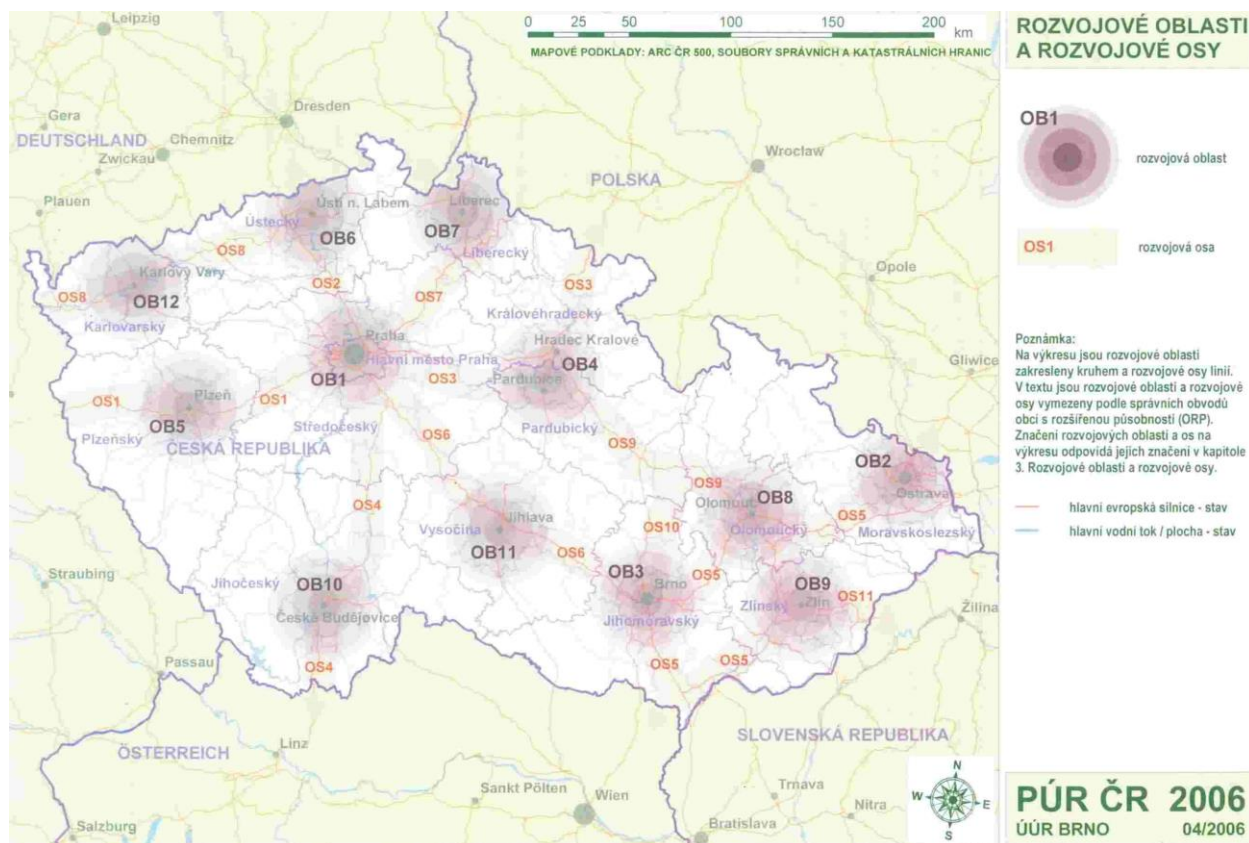 0 50 100 150 200
km
MAPOVÉ PODKLADY: ARC ČR 500, SOUBORY SPRÁVNÍCH A KATASTRÁLNÍCH HRANIC
ROZVOJOVÉ OBLASTI
A ROZVOJOVÉ OSY
OB1
rozvojová oblast
OS1
rozvojová osa
Poznámka:
Na výkresu jsou rozvojové oblasti
zakresleny kruhem a rozvojové osy linií.
V textu jsou rozvojové oblasti a rozvojové
osy vymezeny podle správních obvodů
obcí s rozšířenou působností (ORP).
Značení rozvojových oblastí a os na
výkresu odpovídá jejich značení v kapitole
3. Rozvojové oblasti a rozvojové osy.
hlavní evropská silnice - stav
hlavní vodní tok / plocha - stav
PÚR ČR 2006
ÚÚR BRNO 04/2006
Leipzig
Dresden
Gera
DEUTSCHLAND
Chemnitz
Zwickau
Plauen
Wrocław
POLSKA
Opole
Gliwice
Ústí n. Labem
Ústecký
OB6
Liberec
OB7
Liberecký
OS8
Karlovy Vary
OS8
OB12
Karlovarský
OS2
OS7
OS3
Královéhradecký
Praha
Hlavní město Praha
OB1
OS3
Hradec Králové
OB4
Pardubice
Pardubický
Plzeň
OS1
OS1
OB5
Plzeňský
ČESKÁ REPUBLIKA
Středočeský
OS6
OS9
OS4
OS9
OB2
Ostrava
Olomouc
OB8
OS5
Olomoucký
Moravskoslezský
Jihlava
Vysočina
OS10
OB11
OS6
OB3
OS5
Brno
Jihomoravský
OB9
Zlínský
Zlín
OS11
Jihočeský
OB10
České Budějovice
OS4
OS5
OS5
Straubing
Žilina
Passau
ÖSTERREICH
Linz
SLOVENSKÁ REPUBLIKA
Sankt Pölten
Wien
Trnava
Nitra
Bratislava
Salzburg
N
W
E
S